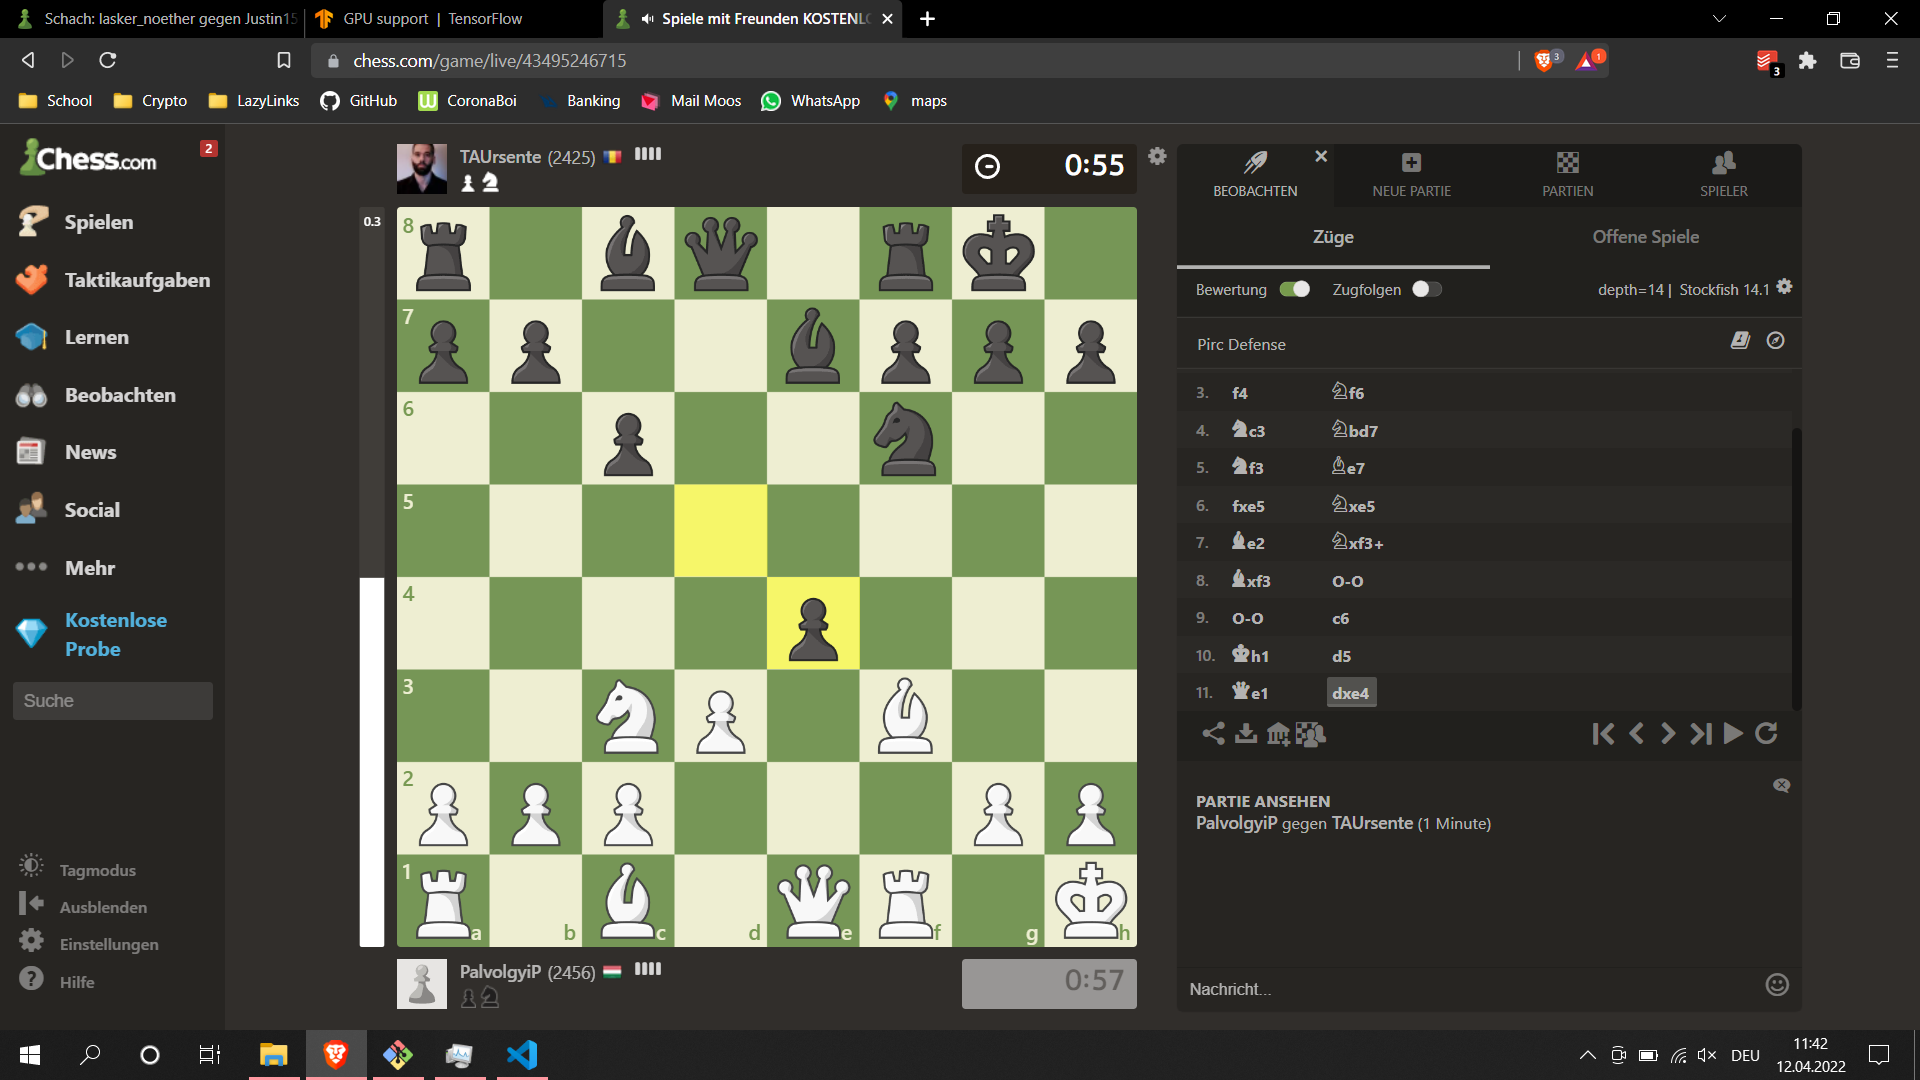 Schach: lasker_noether gegen Justin15
GPU support | TensorFlow
Spiele mit Freunden KOSTENLO
chess.com/game/live/43495246715
3
1
3
School
Crypto
LazyLinks
GitHub
CoronaBoi
Banking
Mail Moos
WhatsApp
maps
Chess.com
2
Spielen
Taktikaufgaben
Lernen
Beobachten
News
Social
Mehr
Kostenlose
Probe
Suche
Tagmodus
Ausblenden
Einstellungen
Hilfe
TAUrsente (2425)
0:55
0.3
8
7
6
5
4
3
2
1
a b c d e f g h
PalvolgyiP (2456)
0:57
BEOBACHTEN
NEUE PARTIE
PARTIEN
SPIELER
Züge
Offene Spiele
Bewertung
Zugfolgen
depth=14 | Stockfish 14.1
Pirc Defense
3. f4 ♘f6
4. ♞c3 ♘bd7
5. ♞f3 ♗e7
6. fxe5 ♘xe5
7. ♝e2 ♘xf3+
8. ♝xf3 O-O
9. O-O c6
10. ♚h1 d5
11. ♛e1 dxe4
PARTIE ANSEHEN
PalvolgyiP gegen TAUrsente (1 Minute)
Nachricht...
DEU
11:42
12.04.2022